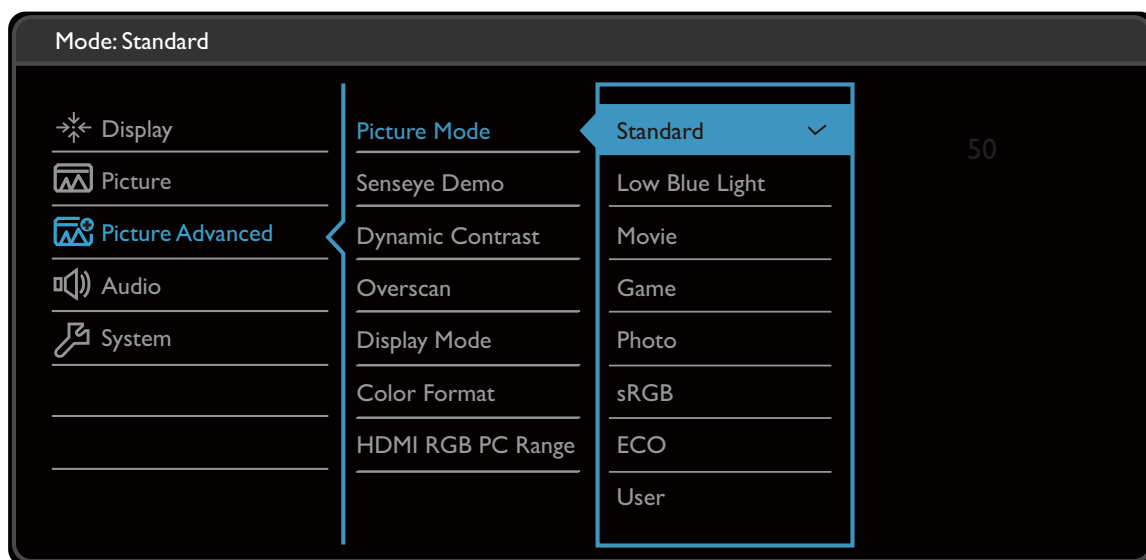 Mode: Standard
Display
Picture
Picture Advanced
Audio
System
Picture Mode
Senseye Demo
Dynamic Contrast
Overscan
Display Mode
Color Format
HDMI RGB PC Range
Standard
Low Blue Light
Movie
Game
Photo
sRGB
ECO
User
50